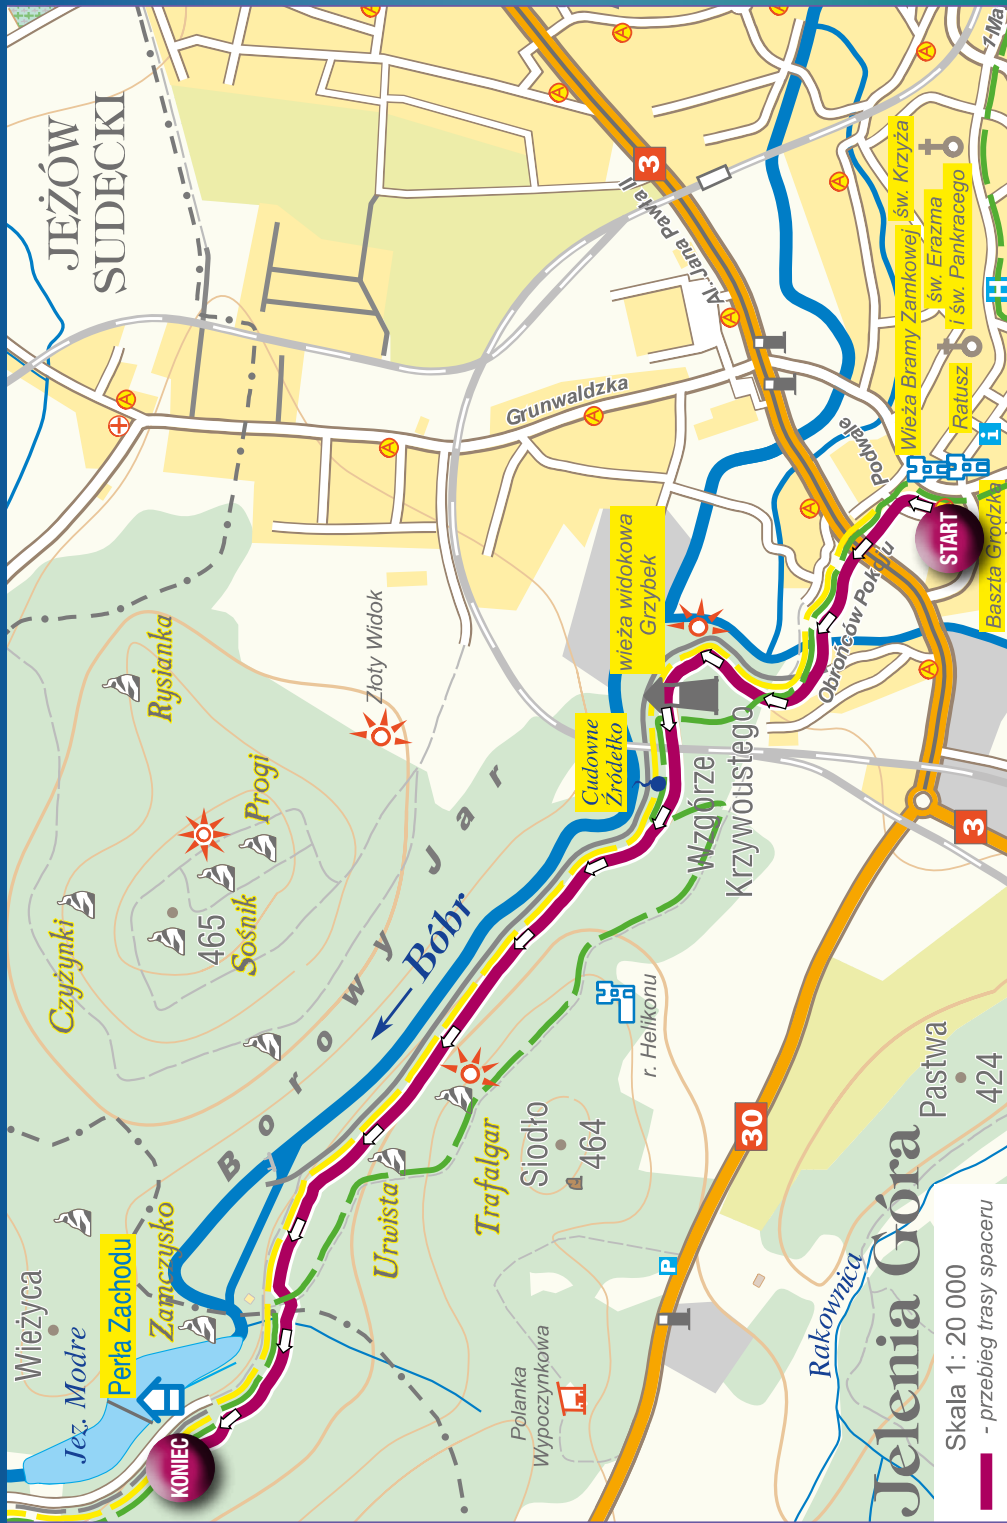 JEŻÓW
SUDECKI
3
Al. Jana Pawła II
1-Ma
Grunwaldzka
Podwale
Obrońców Pokoju
Wieża Bramy Zamkowej
św. Krzyża
św. Erazma
i św. Pankracego
Ratusz
H
i
Baszta Grodzka
START
wieża widokowa
Grzybek
Złoty Widok
Rysianka
Progi
Sośnik
465
Czyżynki
Cudowne
Źródełko
Wzgórze
Krzywoustego
3
Borowy Jar
Bóbr
r. Helikonu
Trafalgar
Siodło
464
Urwista
Zamczysko
Wieżyca
Perła Zachodu
Jez. Modre
KONIEC
Polanka
Wypoczynkowa
P
30
Pastwa
424
Rakownica
Jelenia Góra
Skala 1: 20 000
- przebieg trasy spaceru
A
A
A
A
A
A
A
A
A
A
A
A